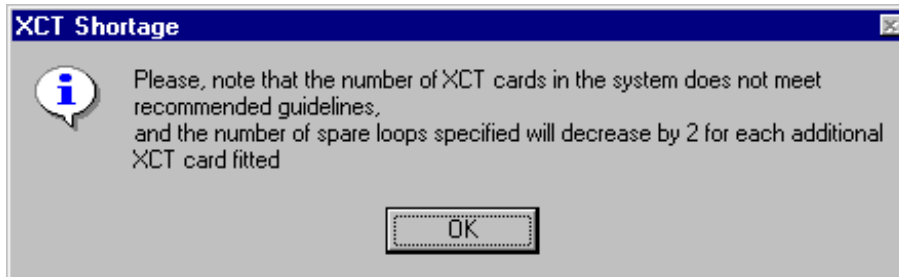 XCT Shortage
Please, note that the number of XCT cards in the system does not meet
recommended guidelines,
and the number of spare loops specified will decrease by 2 for each additional
XCT card fitted
OK